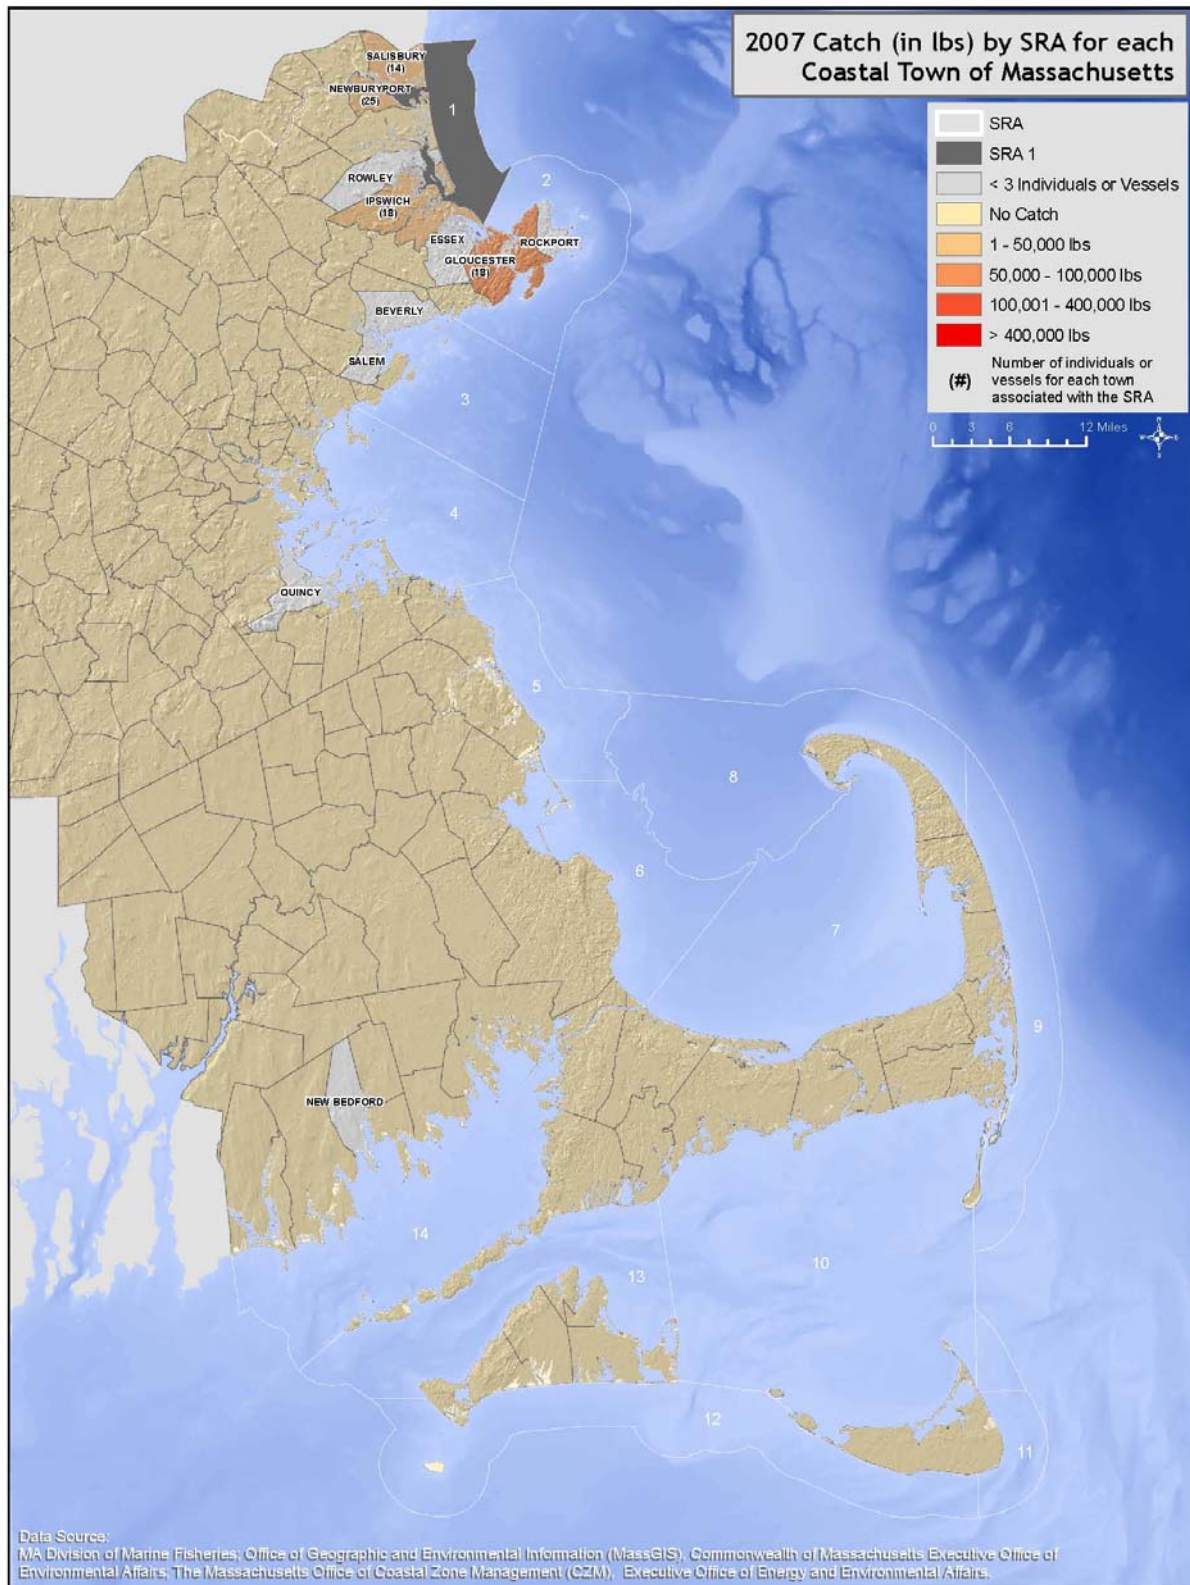 2007 Catch (in lbs) by SRA for each
Coastal Town of Massachusetts
SRA
SRA 1
< 3 Individuals or Vessels
No Catch
1 - 50,000 lbs
50,000 - 100,000 lbs
100,001 - 400,000 lbs
> 400,000 lbs
(#)
Number of individuals or
vessels for each town
associated with the SRA
0 3 6 12 Miles
N
W E
S
SALISBURY
(14)
NEWBURYPORT
(25)
1
ROWLEY
2
IPSWICH
(18)
ESSEX
ROCKPORT
GLOUCESTER
(18)
BEVERLY
SALEM
3
4
QUINCY
5
8
6
7
9
NEW BEDFORD
14
10
13
12
11
Data Source:
MA Division of Marine Fisheries; Office of Geographic and Environmental Information (MassGIS), Commonwealth of Massachusetts Executive Office of
Environmental Affairs; The Massachusetts Office of Coastal Zone Management (CZM), Executive Office of Energy and Environmental Affairs.